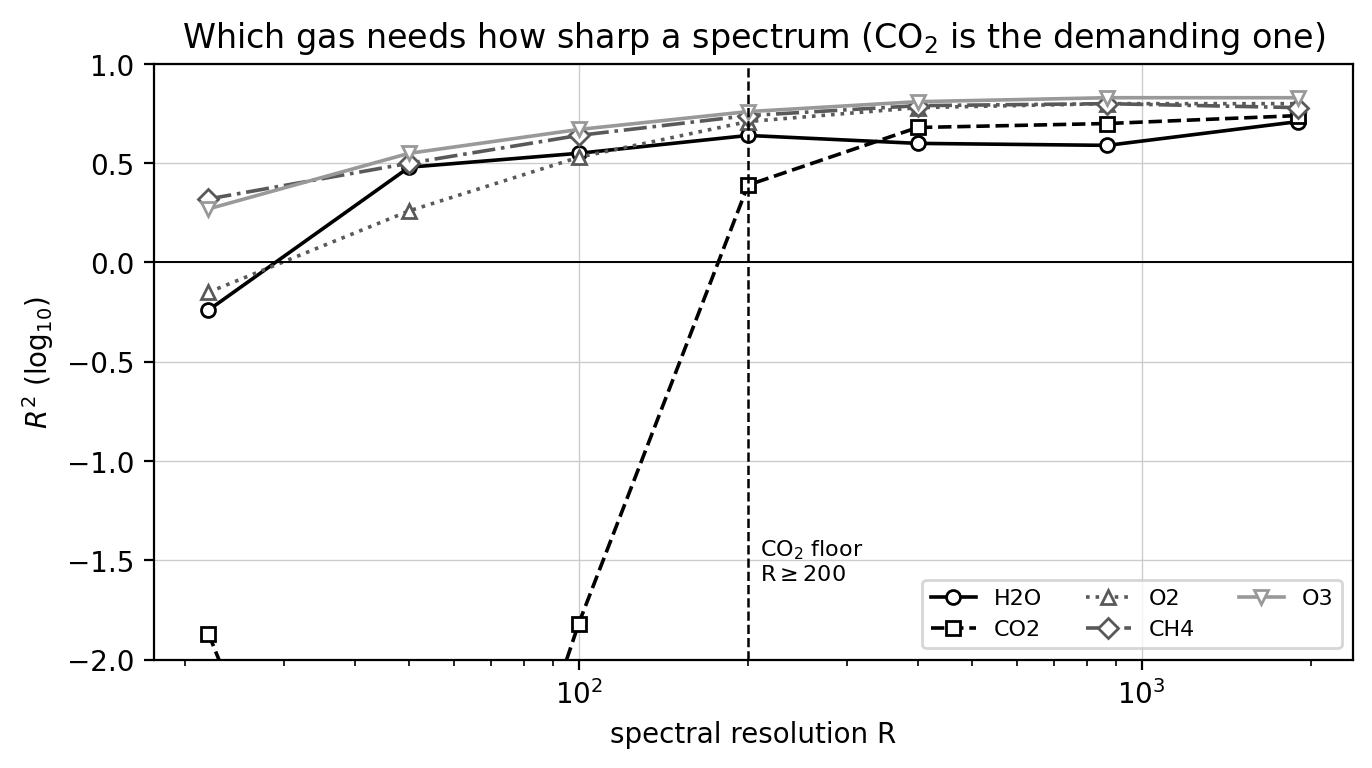 Which gas needs how sharp a spectrum (CO₂ is the demanding one)
R² (log₁₀)
1.0
0.5
0.0
−0.5
−1.0
−1.5
−2.0
CO₂ floor
R ≥ 200
H2O
CO2
O2
CH4
O3
10²
10³
spectral resolution R